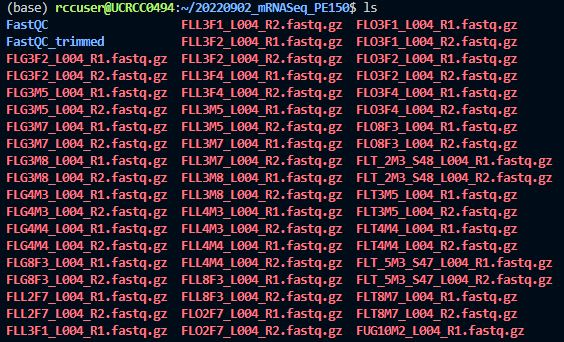 (base) rccuser@UCRCC0494:~/20220902_mRNASeq_PE150$ ls
FastQC FLL3F1_L004_R2.fastq.gz FLO3F1_L004_R1.fastq.gz
FastQC_trimmed FLL3F2_L004_R1.fastq.gz FLO3F1_L004_R2.fastq.gz
FLG3F2_L004_R1.fastq.gz FLL3F2_L004_R2.fastq.gz FLO3F2_L004_R1.fastq.gz
FLG3F2_L004_R2.fastq.gz FLL3F4_L004_R1.fastq.gz FLO3F2_L004_R2.fastq.gz
FLG3M5_L004_R1.fastq.gz FLL3F4_L004_R2.fastq.gz FLO3F4_L004_R1.fastq.gz
FLG3M5_L004_R2.fastq.gz FLL3M5_L004_R1.fastq.gz FLO3F4_L004_R2.fastq.gz
FLG3M7_L004_R1.fastq.gz FLL3M5_L004_R2.fastq.gz FLO8F3_L004_R1.fastq.gz
FLG3M7_L004_R2.fastq.gz FLL3M7_L004_R1.fastq.gz FLO8F3_L004_R2.fastq.gz
FLG3M8_L004_R1.fastq.gz FLL3M7_L004_R2.fastq.gz FLT_2M3_S48_L004_R1.fastq.gz
FLG3M8_L004_R2.fastq.gz FLL3M8_L004_R1.fastq.gz FLT_2M3_S48_L004_R2.fastq.gz
FLG4M3_L004_R1.fastq.gz FLL3M8_L004_R2.fastq.gz FLT3M5_L004_R1.fastq.gz
FLG4M3_L004_R2.fastq.gz FLL4M3_L004_R1.fastq.gz FLT3M5_L004_R2.fastq.gz
FLG4M4_L004_R1.fastq.gz FLL4M3_L004_R2.fastq.gz FLT4M4_L004_R1.fastq.gz
FLG4M4_L004_R2.fastq.gz FLL4M4_L004_R1.fastq.gz FLT4M4_L004_R2.fastq.gz
FLG8F3_L004_R1.fastq.gz FLL4M4_L004_R2.fastq.gz FLT_5M3_S47_L004_R1.fastq.gz
FLG8F3_L004_R2.fastq.gz FLL8F3_L004_R1.fastq.gz FLT_5M3_S47_L004_R2.fastq.gz
FLL2F7_L004_R1.fastq.gz FLL8F3_L004_R2.fastq.gz FLT8M7_L004_R1.fastq.gz
FLL2F7_L004_R2.fastq.gz FLO2F7_L004_R1.fastq.gz FLT8M7_L004_R2.fastq.gz
FLL3F1_L004_R1.fastq.gz FLO2F7_L004_R2.fastq.gz FUG10M2_L004_R1.fastq.gz